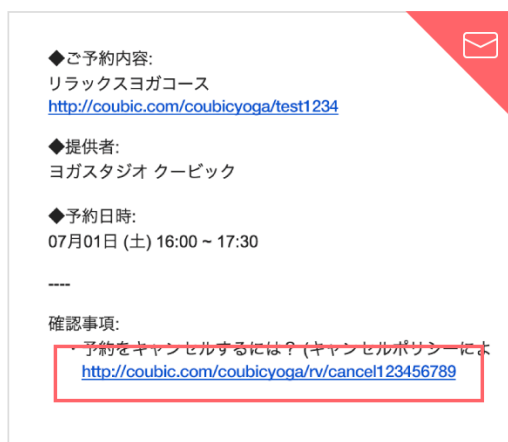 ◆ご予約内容:
リラックスヨガコース
http://coubic.com/coubicyoga/test1234
◆提供者:
ヨガスタジオ クービック
◆予約日時:
07月01日 (土) 16:00 ~ 17:30
----
確認事項:
・予約をキャンセルするには？ (キャンセルポリシーによ
http://coubic.com/coubicyoga/rv/cancel123456789